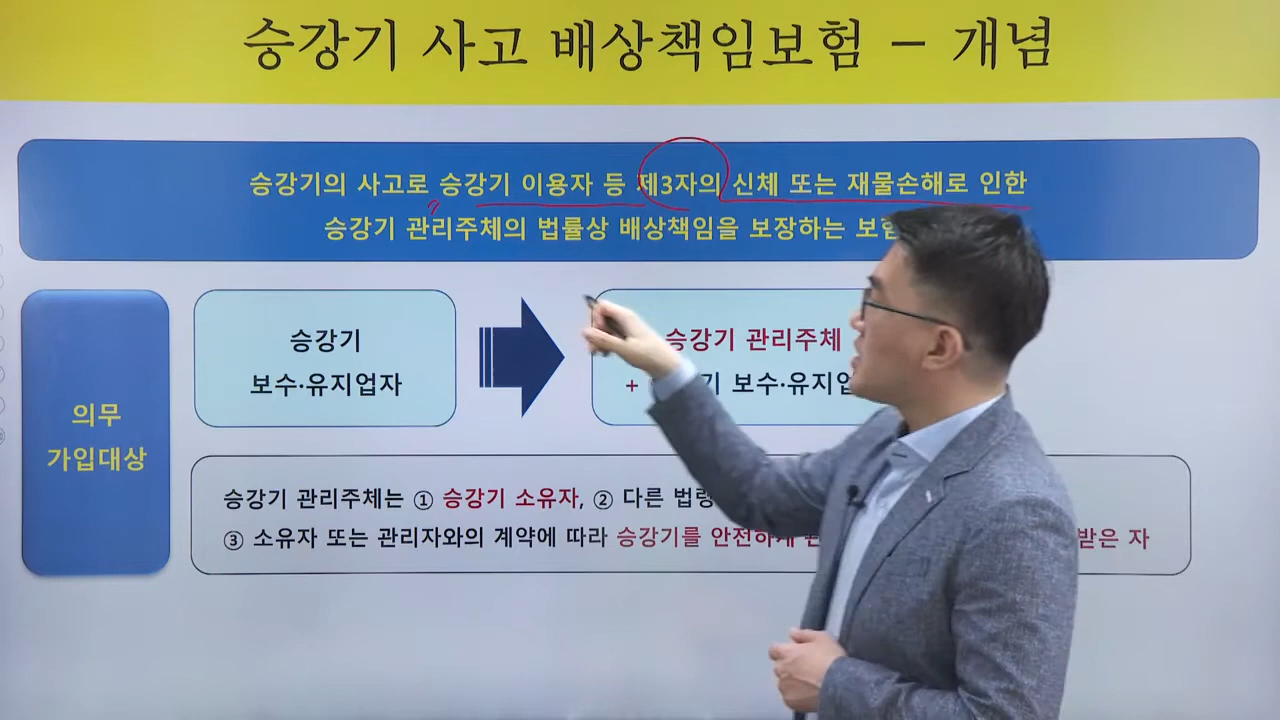 승강기 사고 배상책임보험 – 개념
승강기의 사고로 승강기 이용자 등 제3자의 신체 또는 재물손해로 인한
승강기 관리주체의 법률상 배상책임을 보장하는
의무
가입대상
승강기
보수·유지업자
승강기 관리주체
+ 보수·유지업
승강기 관리주체는 ① 승강기 소유자, ② 다른
③ 소유자 또는 관리자와의 계약에 따라 승강기를 안전하게 받은 자